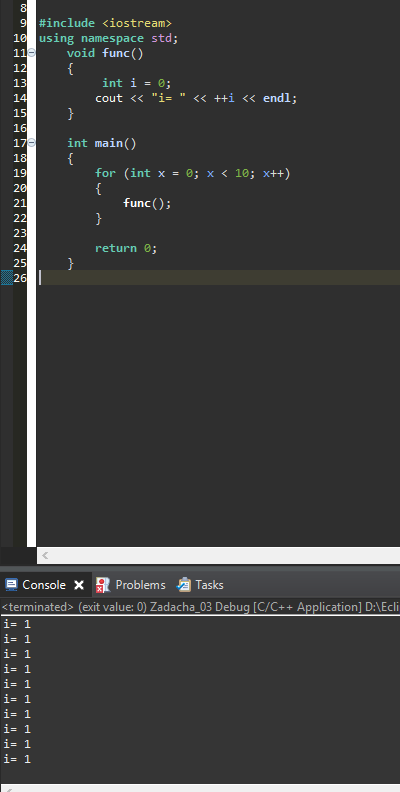 8
9 #include <iostream>
10 using namespace std;
11 void func()
12 {
13 int i = 0;
14 cout << "i= " << ++i << endl;
15 }
16
17 int main()
18 {
19 for (int x = 0; x < 10; x++)
20 {
21 func();
22 }
23
24 return 0;
25 }
26
Console Problems Tasks
<terminated> (exit value: 0) Zadacha_03 Debug [C/C++ Application] D:\Ecli
i= 1
i= 1
i= 1
i= 1
i= 1
i= 1
i= 1
i= 1
i= 1
i= 1